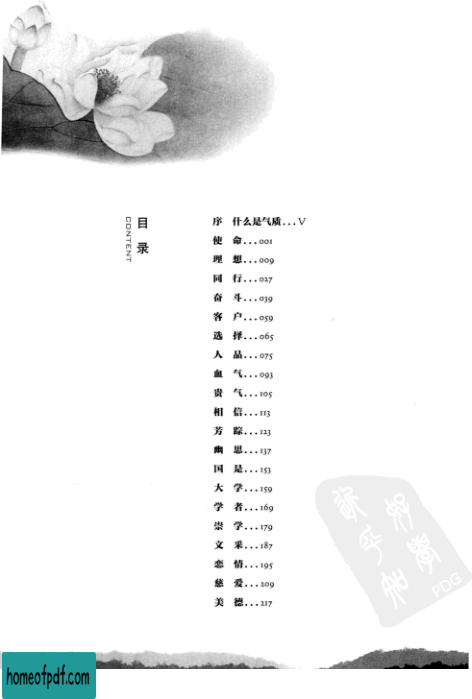 目录
CONTENT
序 什么是气质...V
使 命...001
理 想...009
同 行...027
奋 斗...039
客 户...059
选 择...065
人 品...075
血 气...093
贵 气...105
相 信...113
芳 踪...123
幽 思...137
国 是...153
大 学...159
学 者...169
崇 学...179
文 采...187
恋 情...195
慈 爱...209
美 德...217
PDG
homeofpdf.com